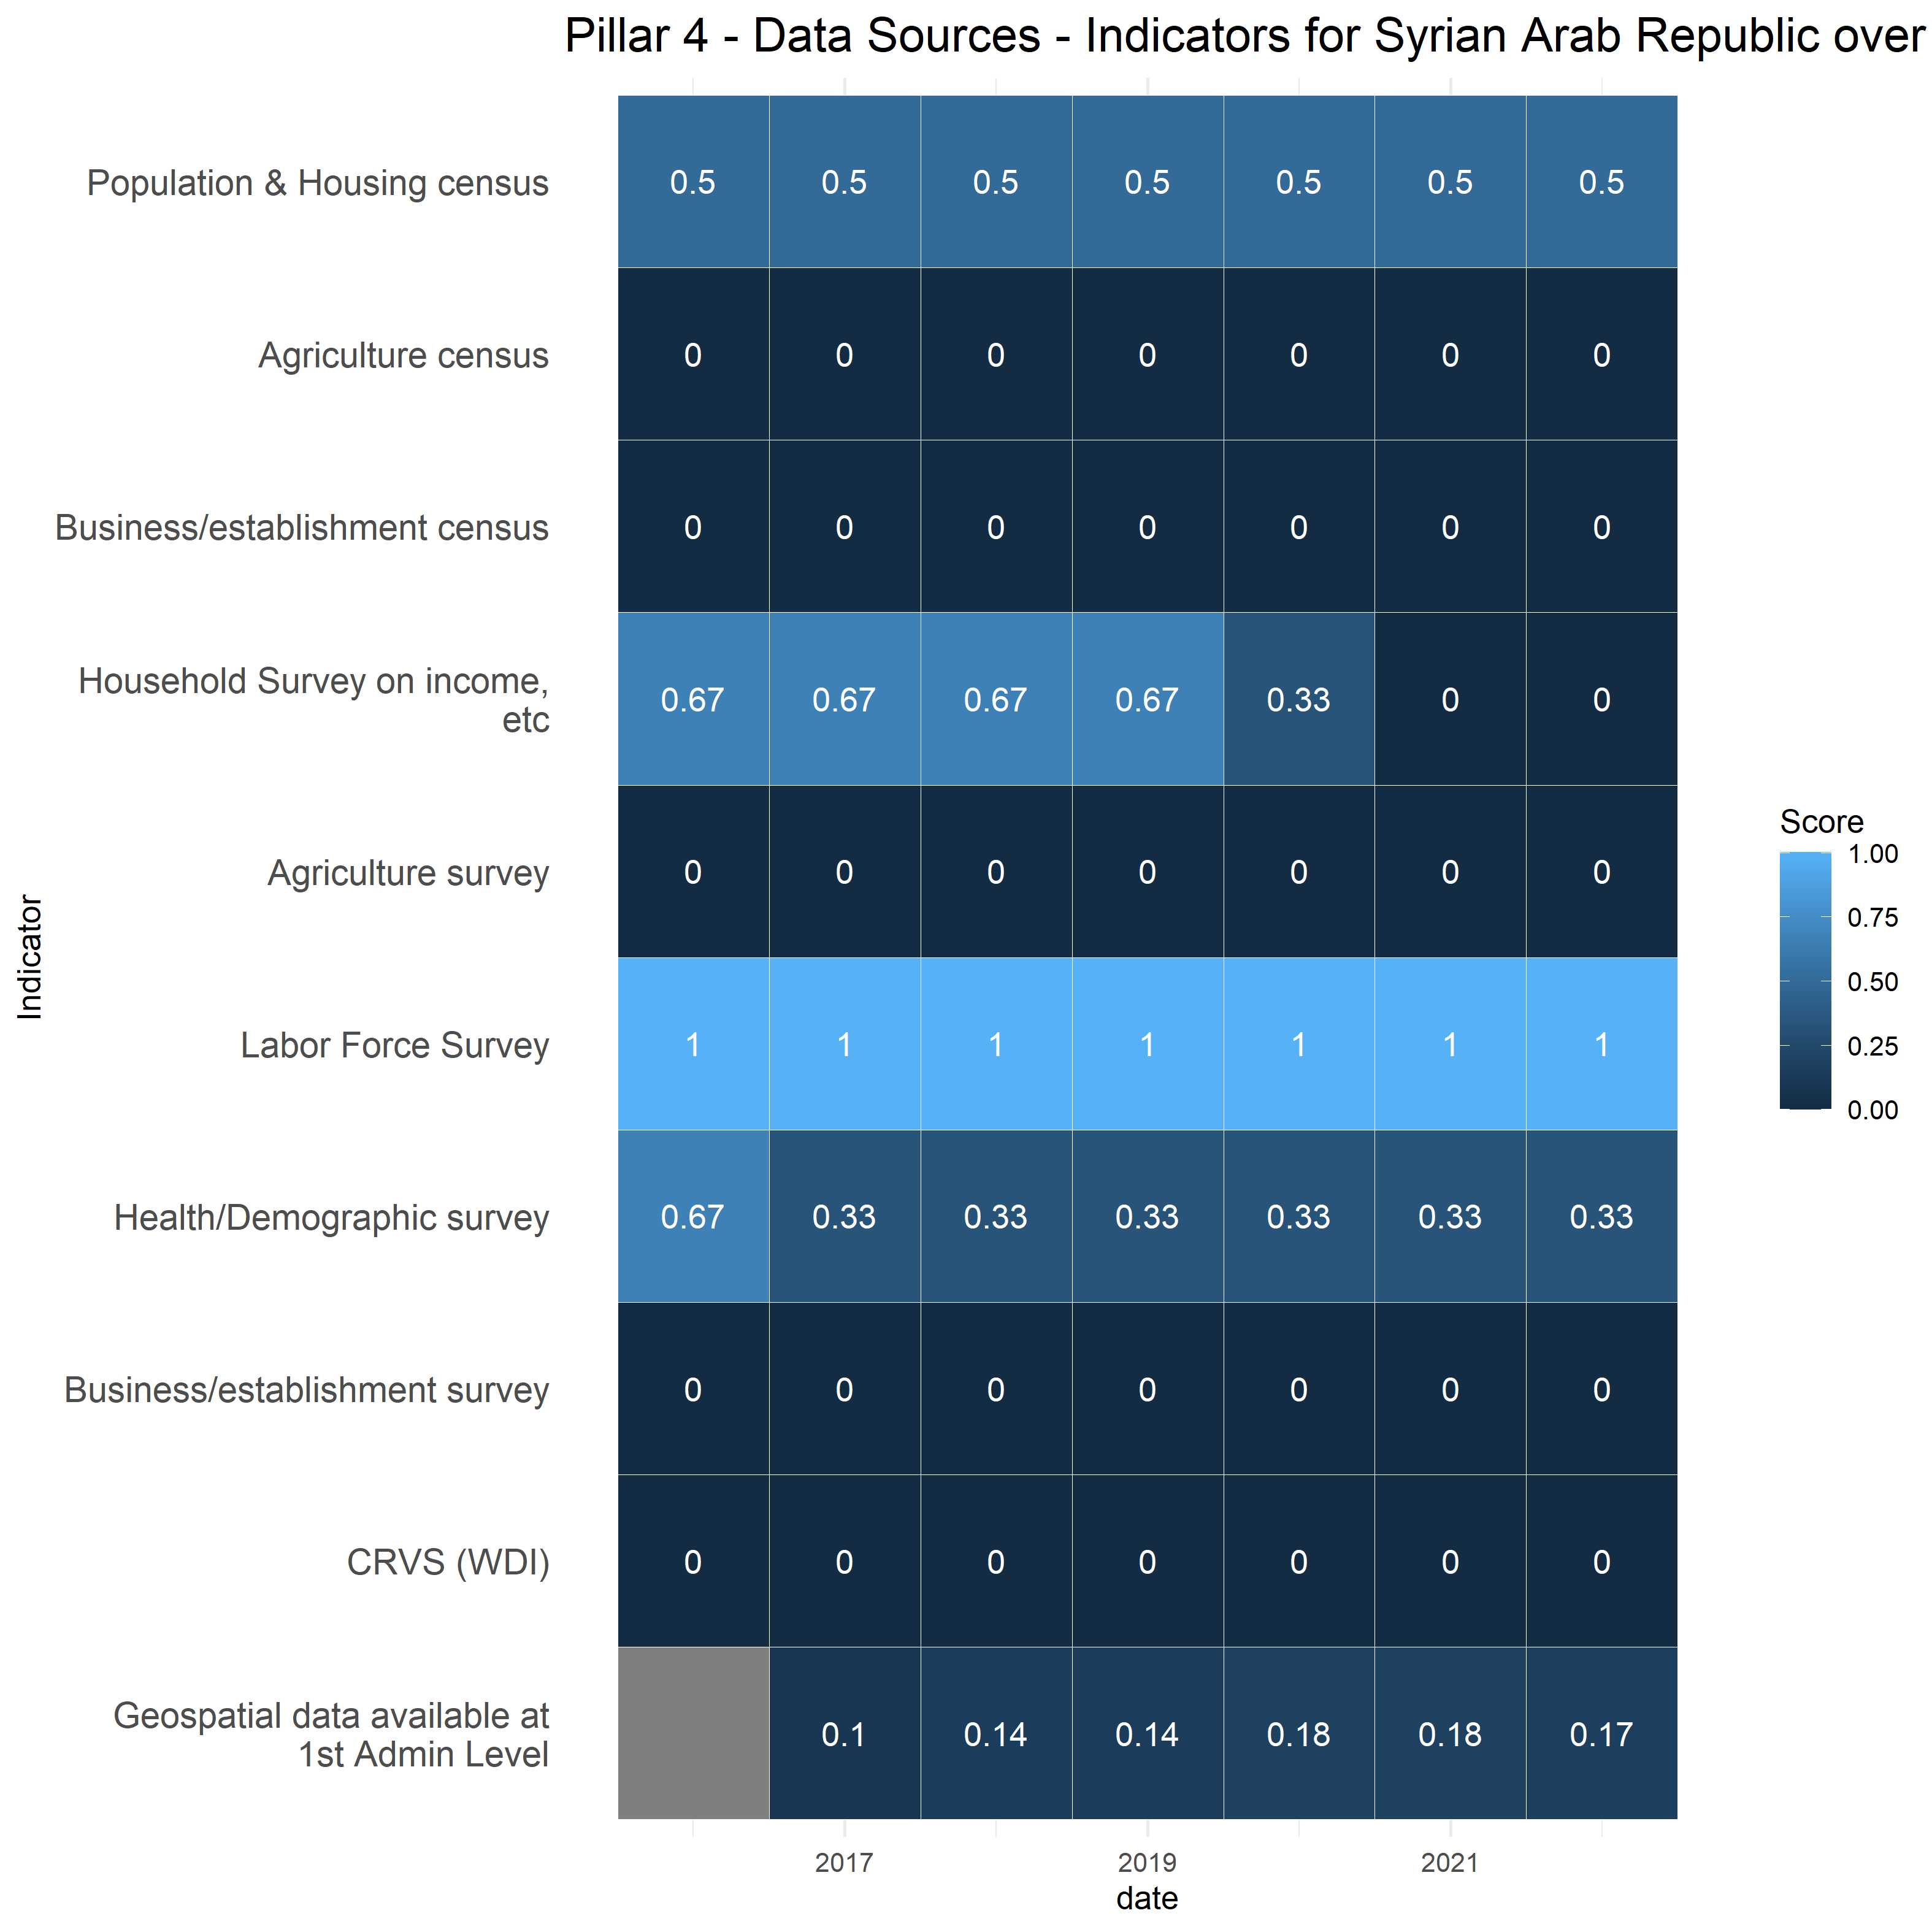 Pillar 4 - Data Sources - Indicators for Syrian Arab Republic over
Population & Housing census 0.5 0.5 0.5 0.5 0.5 0.5 0.5
Agriculture census 0 0 0 0 0 0 0
Business/establishment census 0 0 0 0 0 0 0
Household Survey on income,
etc
0.67 0.67 0.67 0.67 0.33 0 0
Agriculture survey 0 0 0 0 0 0 0
Labor Force Survey 1 1 1 1 1 1 1
Health/Demographic survey 0.67 0.33 0.33 0.33 0.33 0.33 0.33
Business/establishment survey 0 0 0 0 0 0 0
CRVS (WDI) 0 0 0 0 0 0 0
Geospatial data available at
1st Admin Level
0.1 0.14 0.14 0.18 0.18 0.17
2017 2019 2021
date
Indicator
Score
1.00
0.75
0.50
0.25
0.00